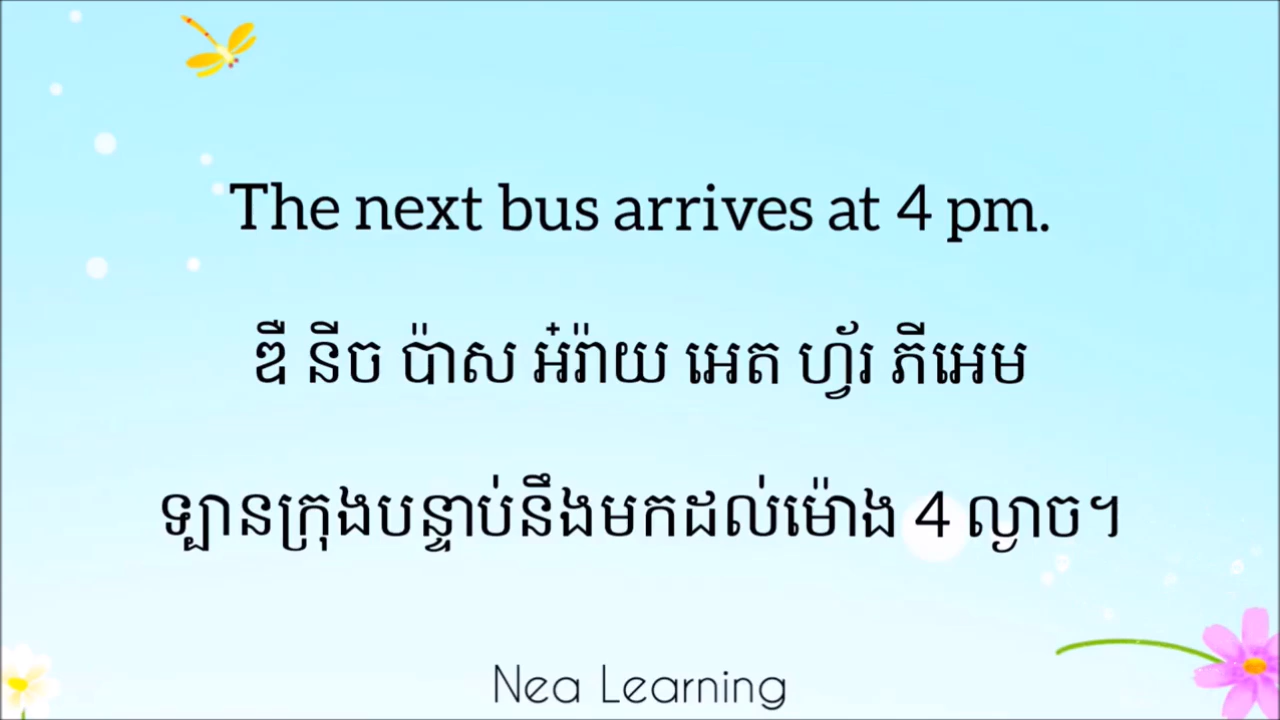 The next bus arrives at 4 pm.
ឌឺ នីច ប៉ាស អ៎រ៉ាយ អេត ហ្វ័រ ភីអេម
ឡានក្រុងបន្ទាប់នឹងមកដល់ម៉ោង 4 ល្ងាច។
Nea Learning